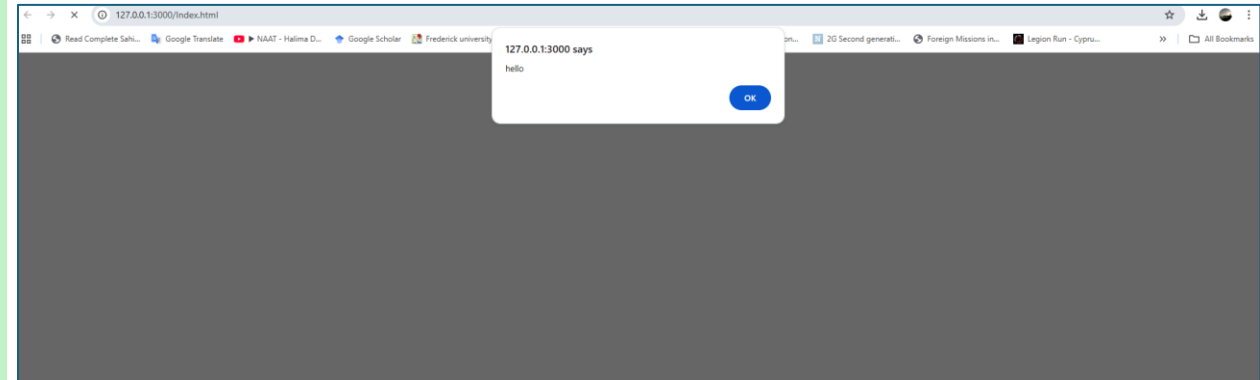 127.0.0.1:3000/Index.html
Read Complete Sahi... Google Translate NAAT - Halima D... Google Scholar Frederick university on... 2G Second generati... Foreign Missions in... Legion Run - Cypru... » All Bookmarks
127.0.0.1:3000 says
hello
OK